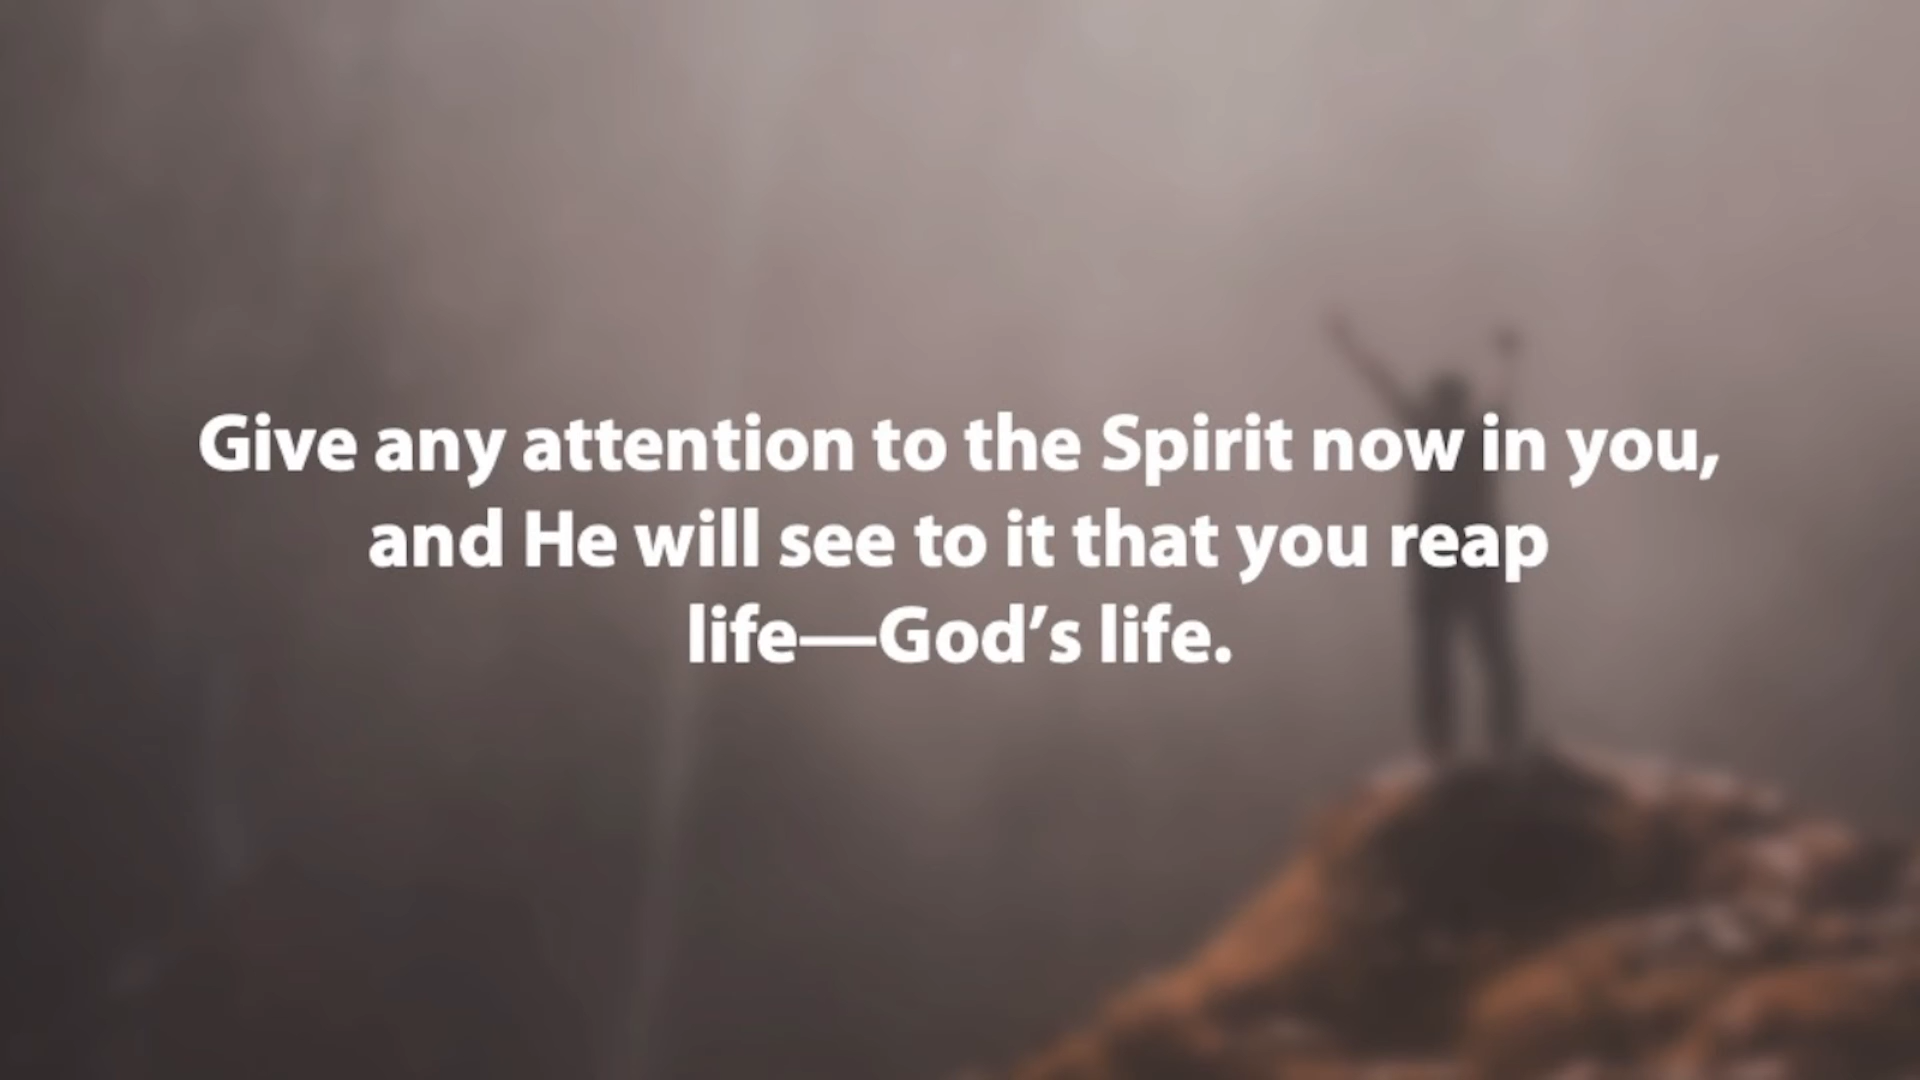 Give any attention to the Spirit now in you,
and He will see to it that you reap
life—God’s life.